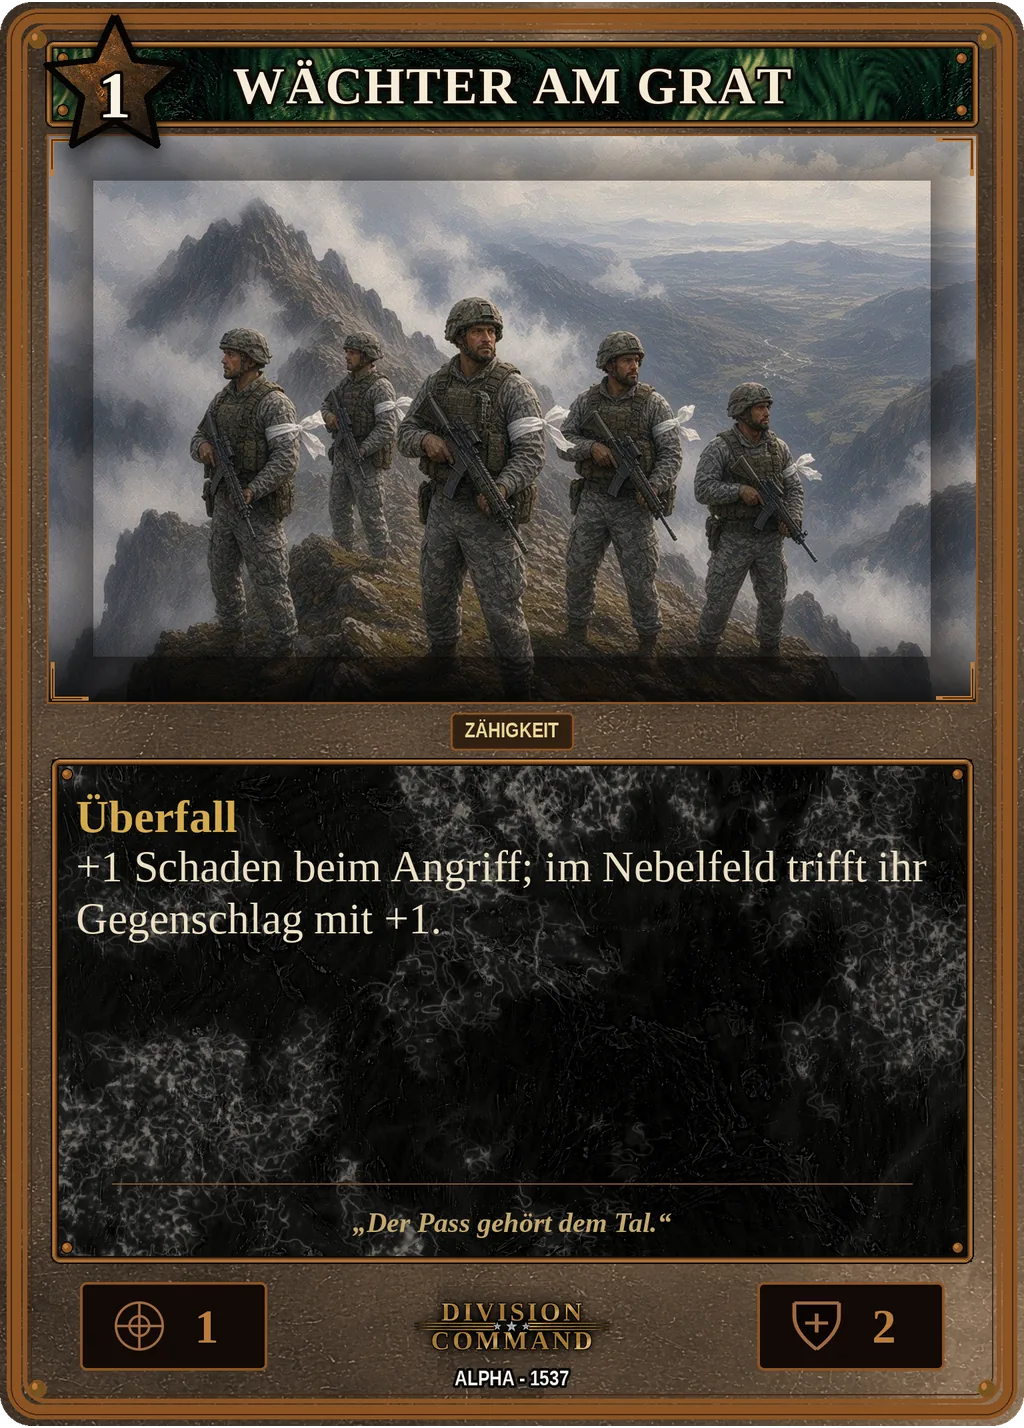 1
WÄCHTER AM GRAT
ZÄHIGKEIT
Überfall
+1 Schaden beim Angriff; im Nebelfeld trifft ihr
Gegenschlag mit +1.
„Der Pass gehört dem Tal.“
1
DIVISION
COMMAND
ALPHA - 1537
2